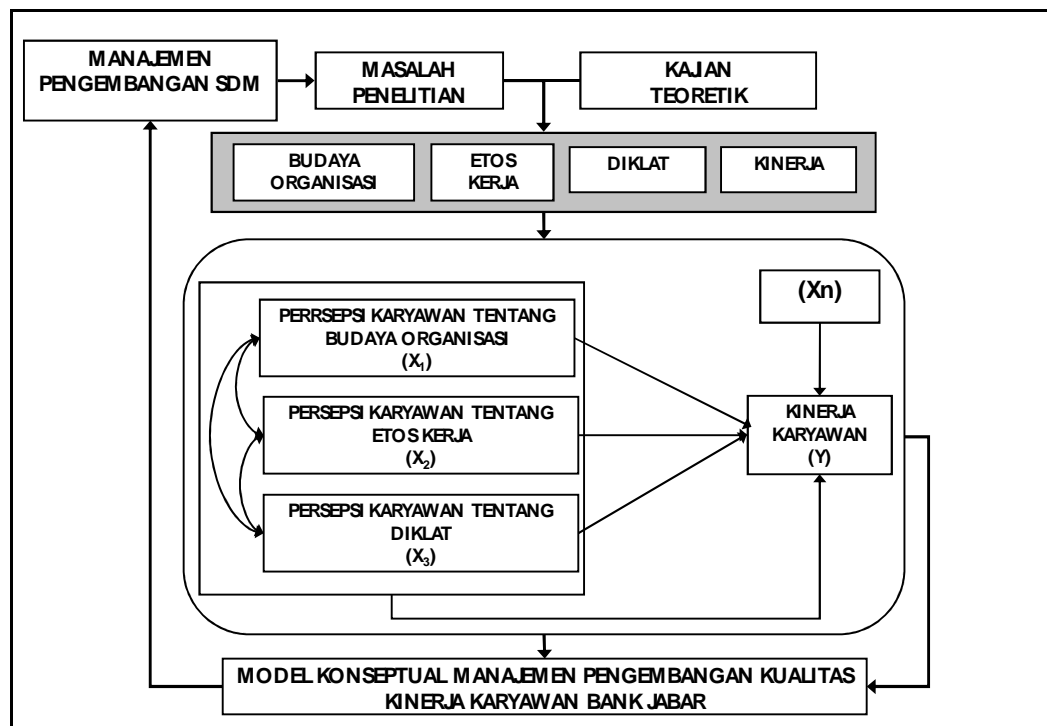 MANAJEMEN
PENGEMBANGAN SDM
MASALAH
PENELITIAN
KAJIAN
TEORETIK
BUDAYA
ORGANISASI
ETOS
KERJA
DIKLAT
KINERJA
(Xn)
PERRSEPSI KARYAWAN TENTANG
BUDAYA ORGANISASI
(X₁)
PERSEPSI KARYAWAN TENTANG
ETOS KERJA
(X₂)
PERSEPSI KARYAWAN TENTANG
DIKLAT
(X₃)
KINERJA
KARYAWAN
(Y)
MODEL KONSEPTUAL MANAJEMEN PENGEMBANGAN KUALITAS
KINERJA KARYAWAN BANK JABAR